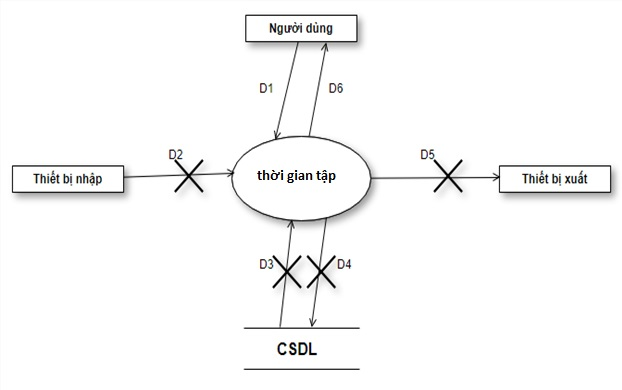 Người dùng
D1
D6
D2
D5
Thiết bị nhập
thời gian tập
Thiết bị xuất
D3
D4
CSDL